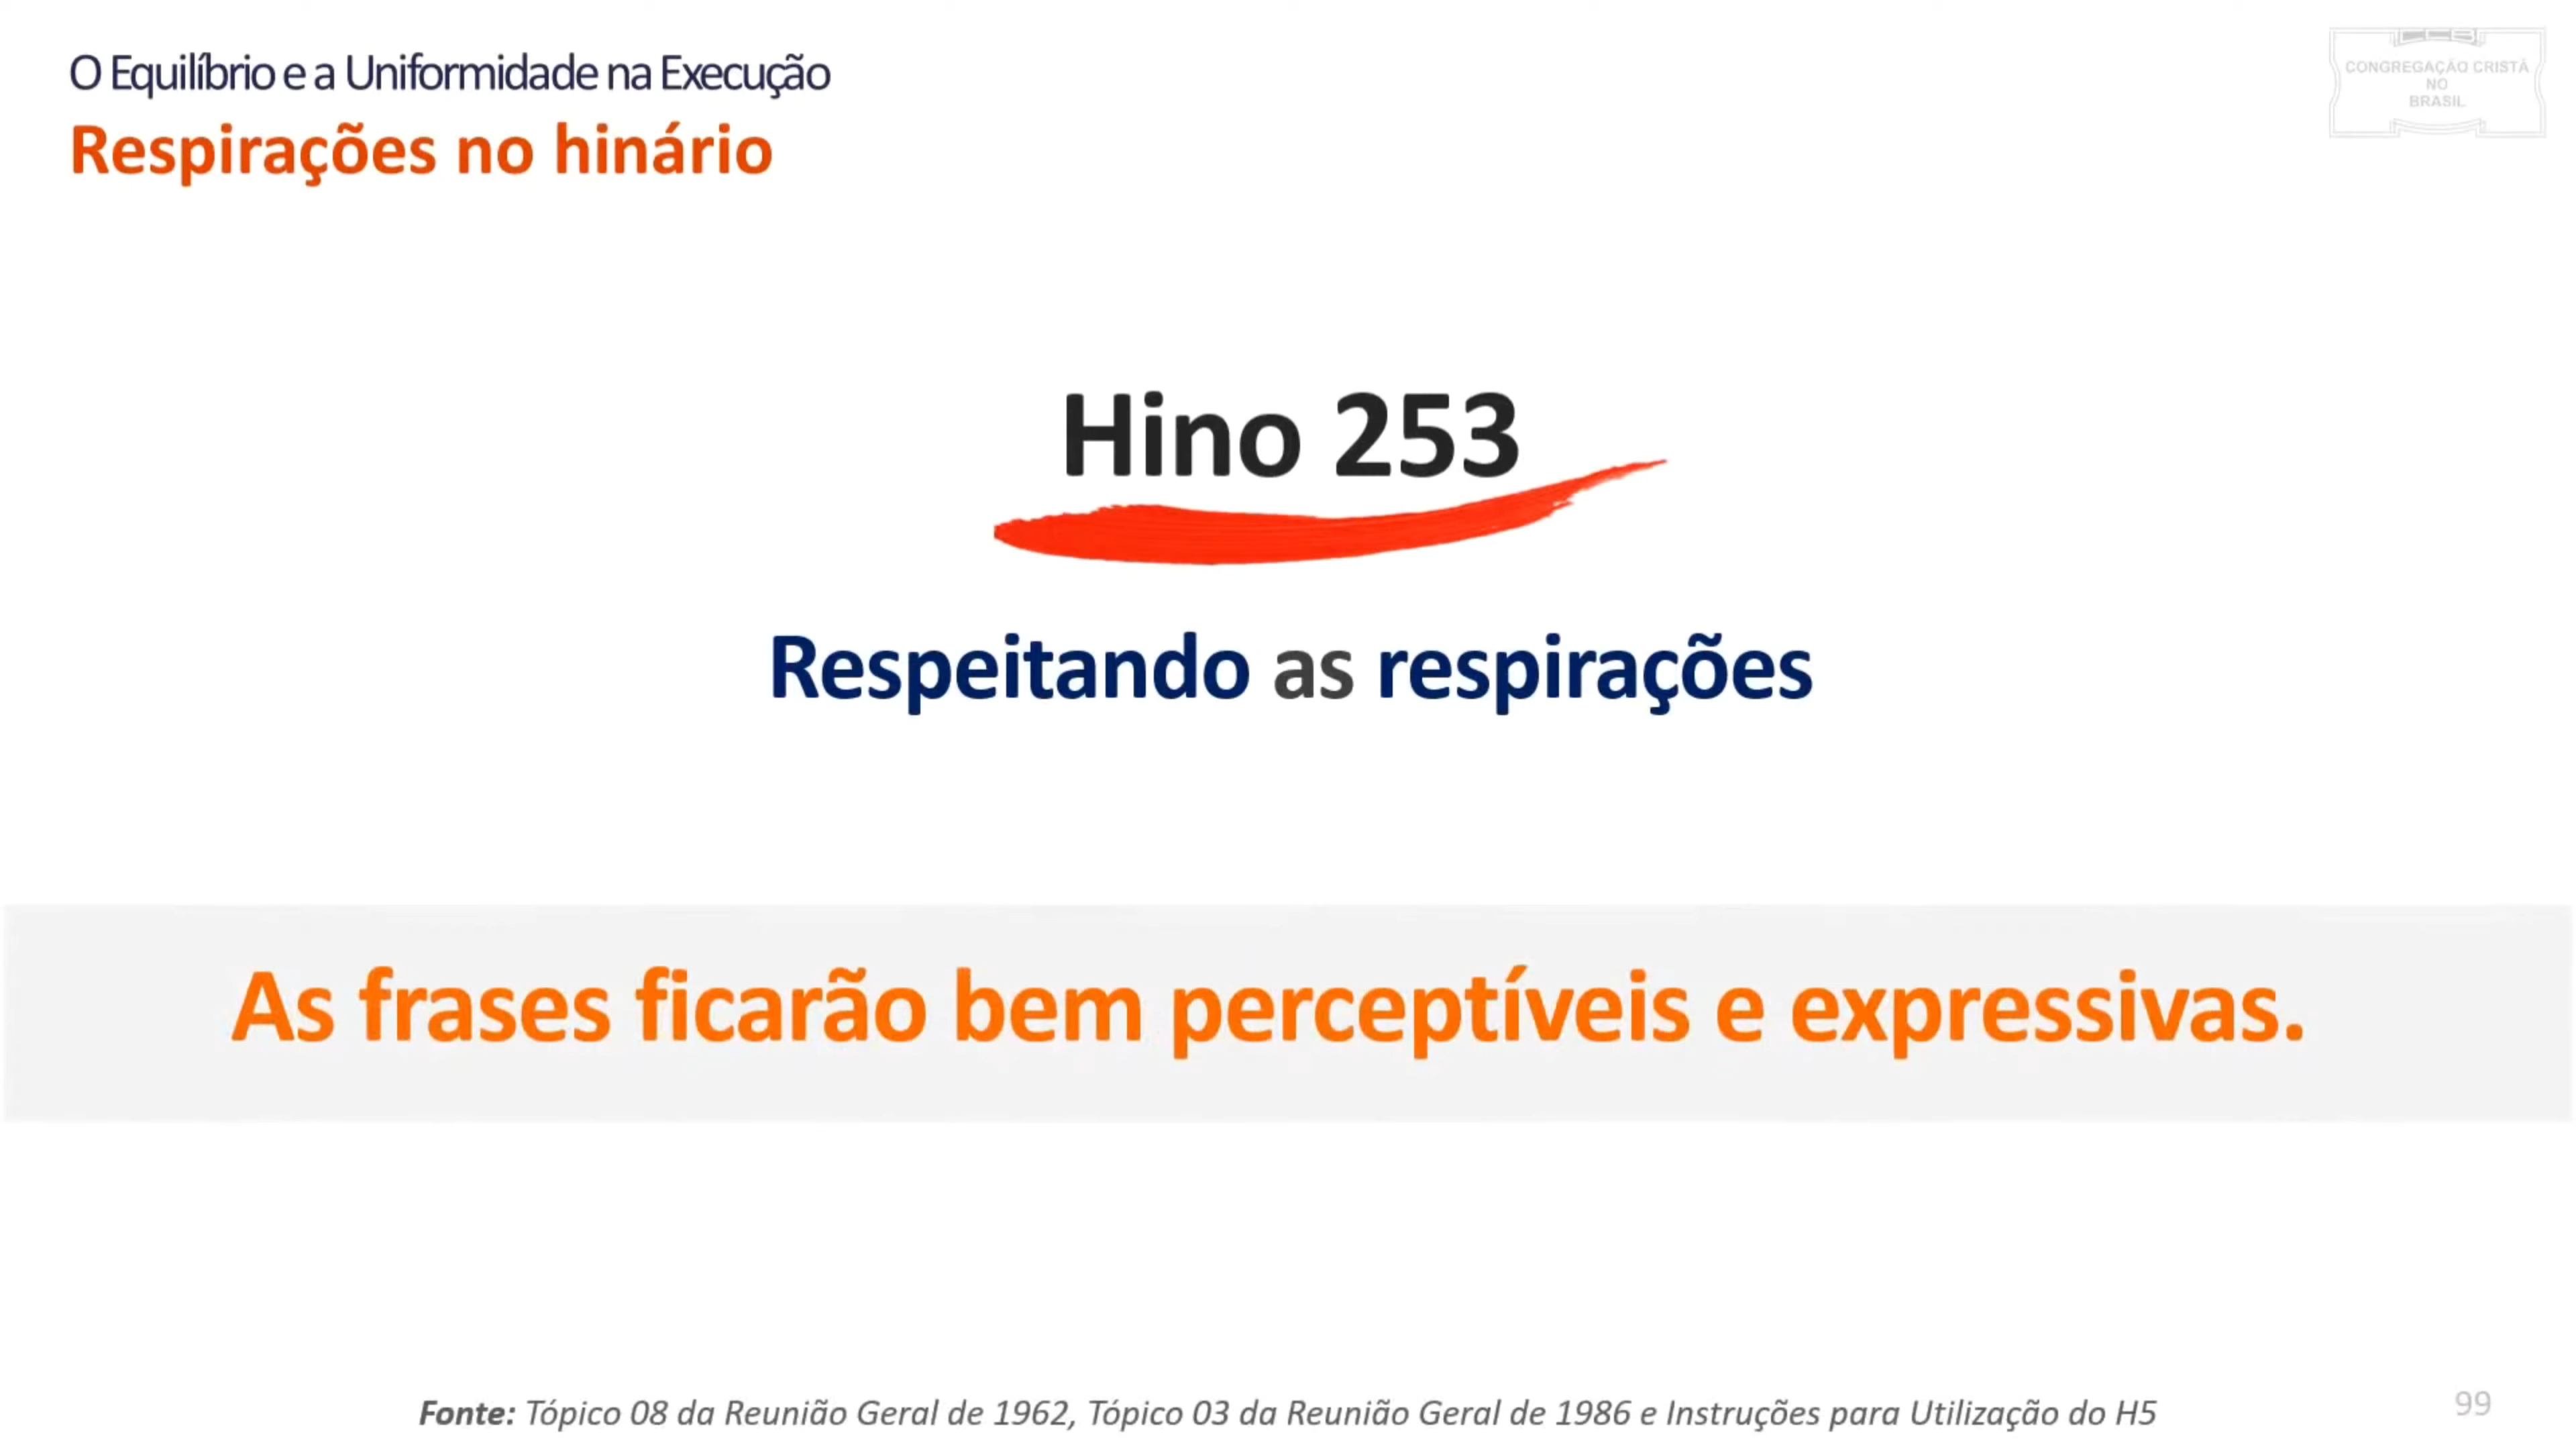 O Equilíbrio e a Uniformidade na Execução
Respirações no hinário
CCB
CONGREGAÇÃO CRISTÃ
NO
BRASIL
Hino 253
Respeitando as respirações
As frases ficarão bem perceptíveis e expressivas.
Fonte: Tópico 08 da Reunião Geral de 1962, Tópico 03 da Reunião Geral de 1986 e Instruções para Utilização do H5
99